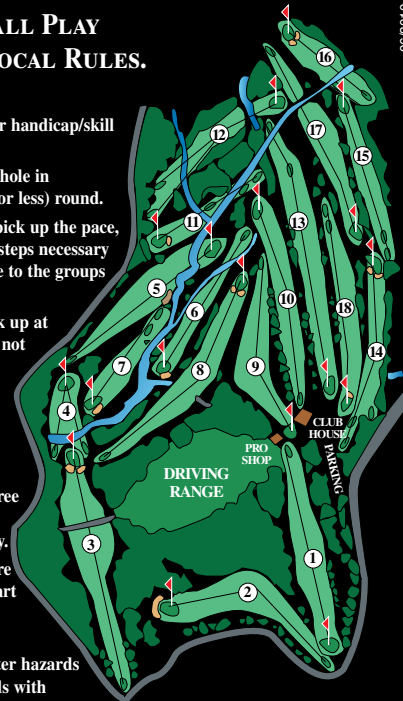 ALL PLAY
OCAL RULES.
r handicap/skill
hole in
or less) round.
pick up the pace,
steps necessary
e to the groups
k up at
not
ree
y.
re
art
ter hazards
ls with
16
12
17
15
11
13
5
6
10
18
7
8
9
14
4
CLUB
HOUSE
PRO
SHOP
PARKING
DRIVING
RANGE
3
1
2